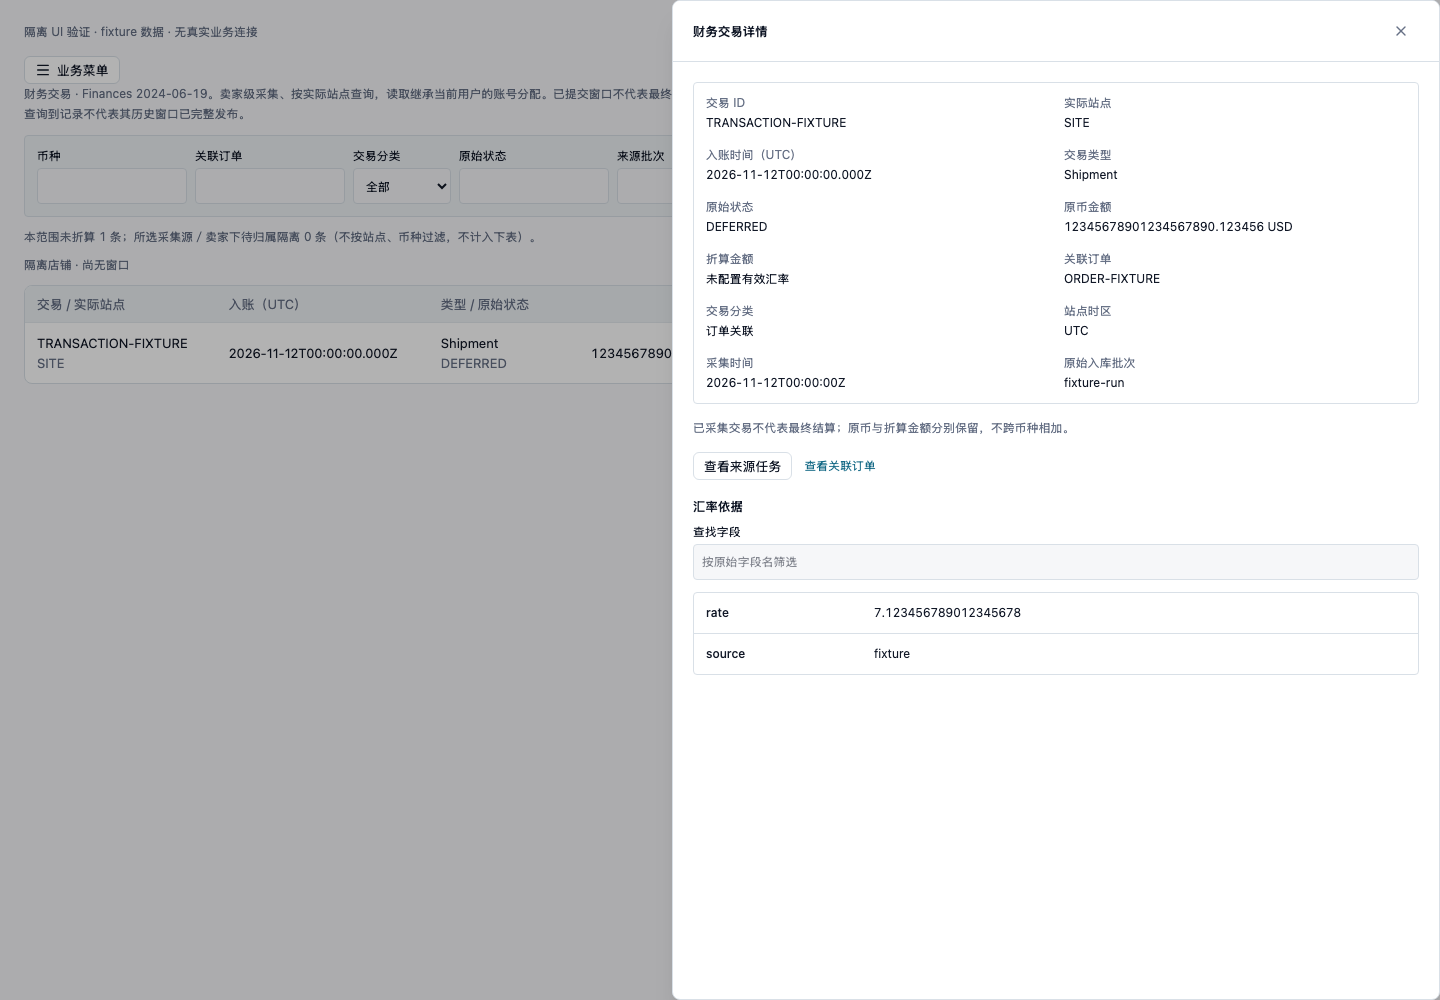 隔离 UI 验证 · fixture 数据 · 无真实业务连接
☰ 业务菜单
财务交易 · Finances 2024-06-19。卖家级采集、按实际站点查询，读取继承当前用户的账号分配。已提交窗口不代表最终
查询到记录不代表其历史窗口已完整发布。
币种 关联订单 交易分类 原始状态 来源批次
全部
本范围未折算 1 条；所选采集源 / 卖家下待归属隔离 0 条（不按站点、币种过滤，不计入下表）。
隔离店铺 · 尚无窗口
交易 / 实际站点 入账（UTC） 类型 / 原始状态
TRANSACTION-FIXTURE 2026-11-12T00:00:00.000Z Shipment 1234567890
SITE DEFERRED
财务交易详情
交易 ID 实际站点
TRANSACTION-FIXTURE SITE
入账时间（UTC） 交易类型
2026-11-12T00:00:00.000Z Shipment
原始状态 原币金额
DEFERRED 12345678901234567890.123456 USD
折算金额 关联订单
未配置有效汇率 ORDER-FIXTURE
交易分类 站点时区
订单关联 UTC
采集时间 原始入库批次
2026-11-12T00:00:00Z fixture-run
已采集交易不代表最终结算；原币与折算金额分别保留，不跨币种相加。
查看来源任务 查看关联订单
汇率依据
查找字段
按原始字段名筛选
rate 7.123456789012345678
source fixture